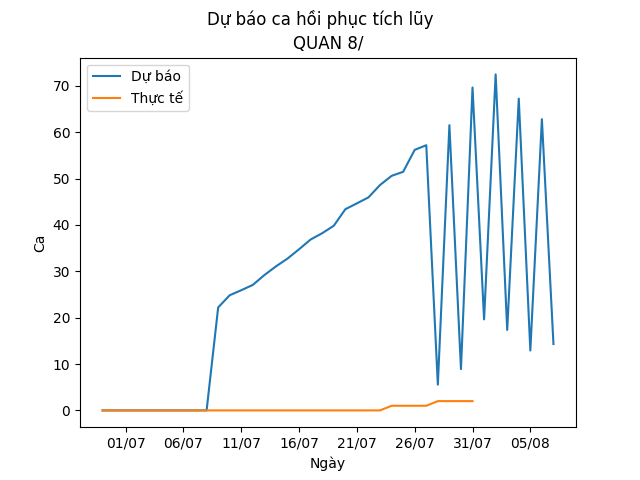 Dự báo ca hồi phục tích lũy
QUAN 8/
Dự báo
Thực tế
Ca
70
60
50
40
30
20
10
0
01/07 06/07 11/07 16/07 21/07 26/07 31/07 05/08
Ngày